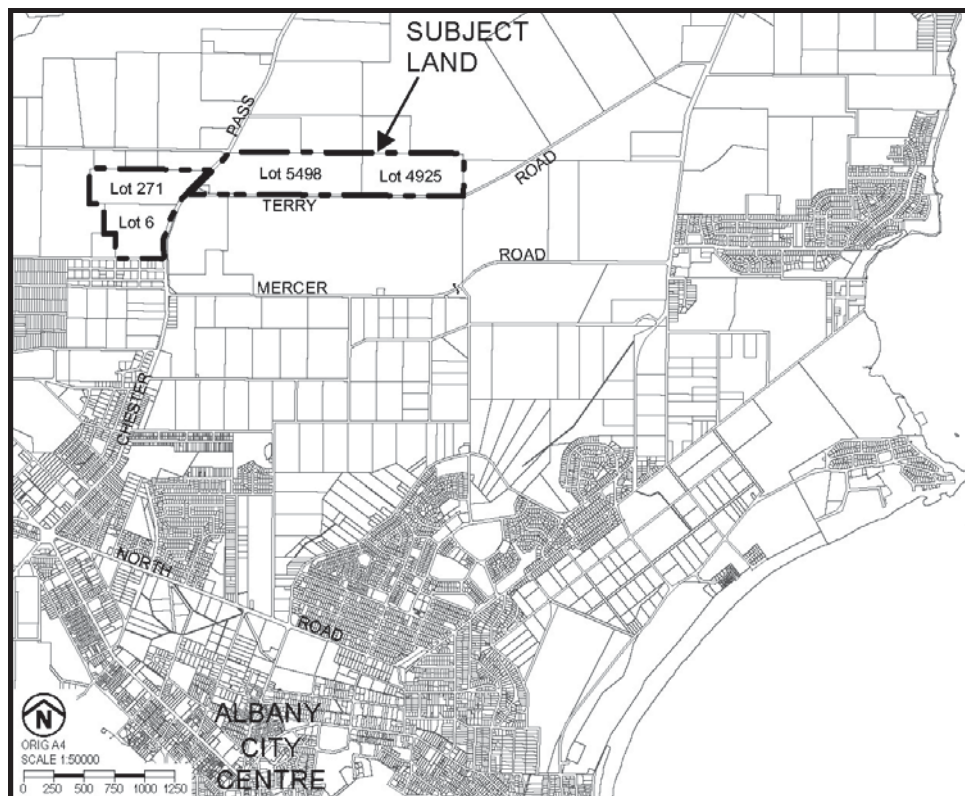 SUBJECT
LAND
PASS
Lot 271
Lot 5498
Lot 4925
ROAD
TERRY
Lot 6
ROAD
MERCER
CHESTER
NORTH
ROAD
ALBANY
CITY
CENTRE
N
ORIG A4
SCALE 1:50000
0 250 500 750 1000 1250